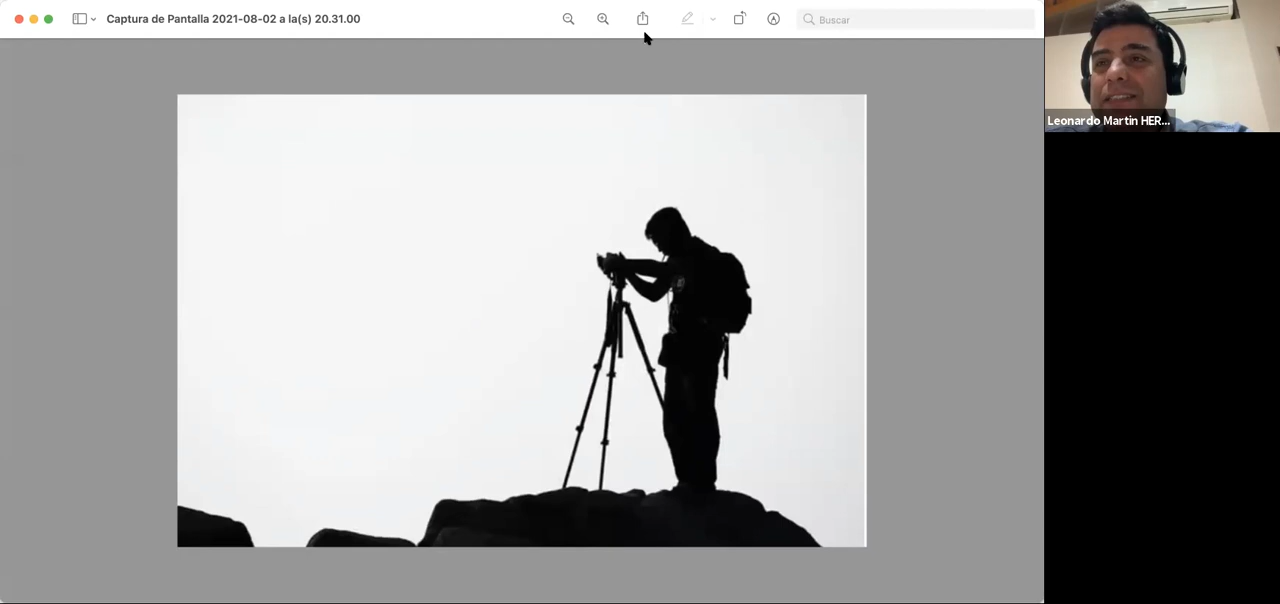 Captura de Pantalla 2021-08-02 a la(s) 20.31.00
Buscar
Leonardo Martin HER...